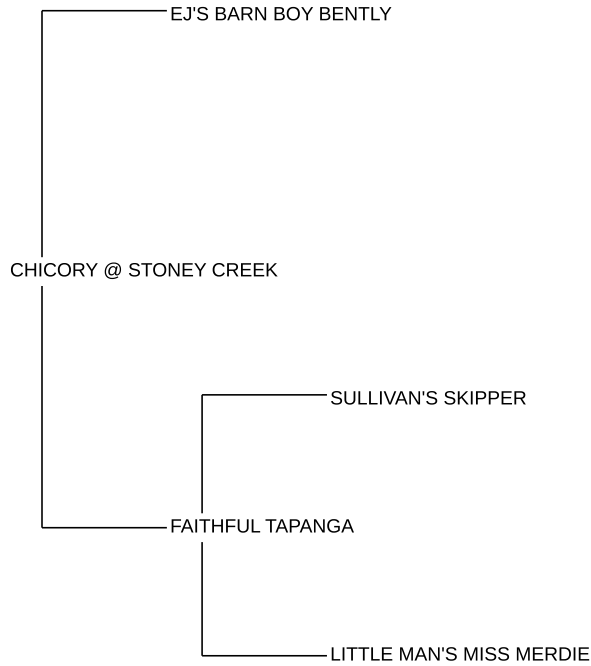 EJ'S BARN BOY BENTLY
CHICORY @ STONEY CREEK
SULLIVAN'S SKIPPER
FAITHFUL TAPANGA
LITTLE MAN'S MISS MERDIE